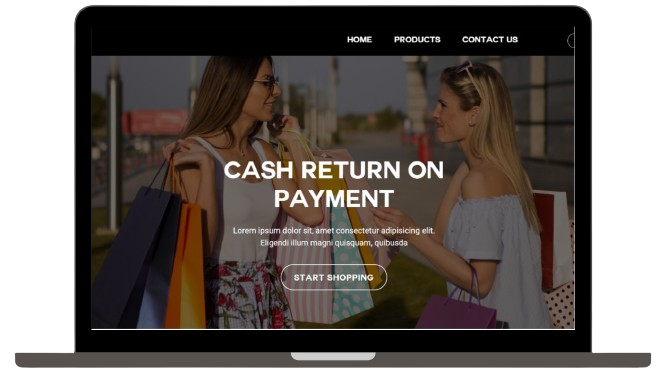 HOME PRODUCTS CONTACT US
CASH RETURN ON
PAYMENT
Lorem ipsum dolor sit, amet consectetur adipisicing elit.
Eligendi illum magni quisquam, quibusda
START SHOPPING